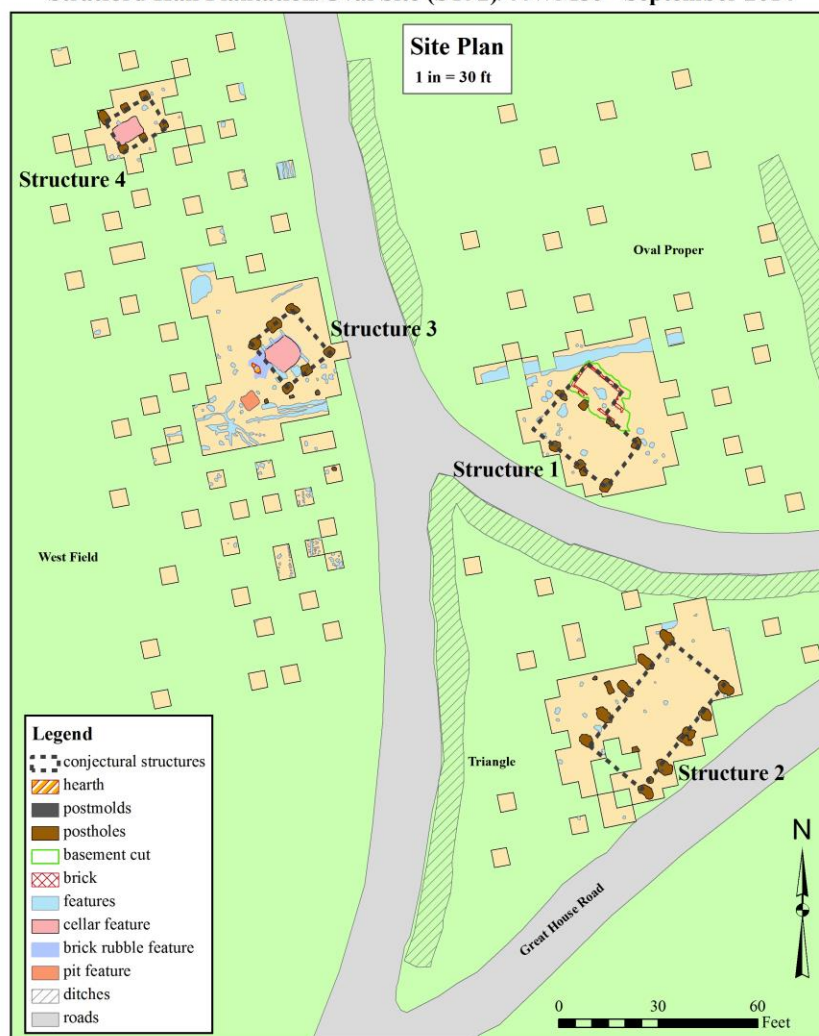 Site Plan
1 in = 30 ft
Structure 4
Oval Proper
Structure 3
Structure 1
West Field
Legend
conjectural structures
hearth
postmolds
postholes
basement cut
brick
features
cellar feature
brick rubble feature
pit feature
ditches
roads
Triangle
Structure 2
Great House Road
N
0 30 60
Feet